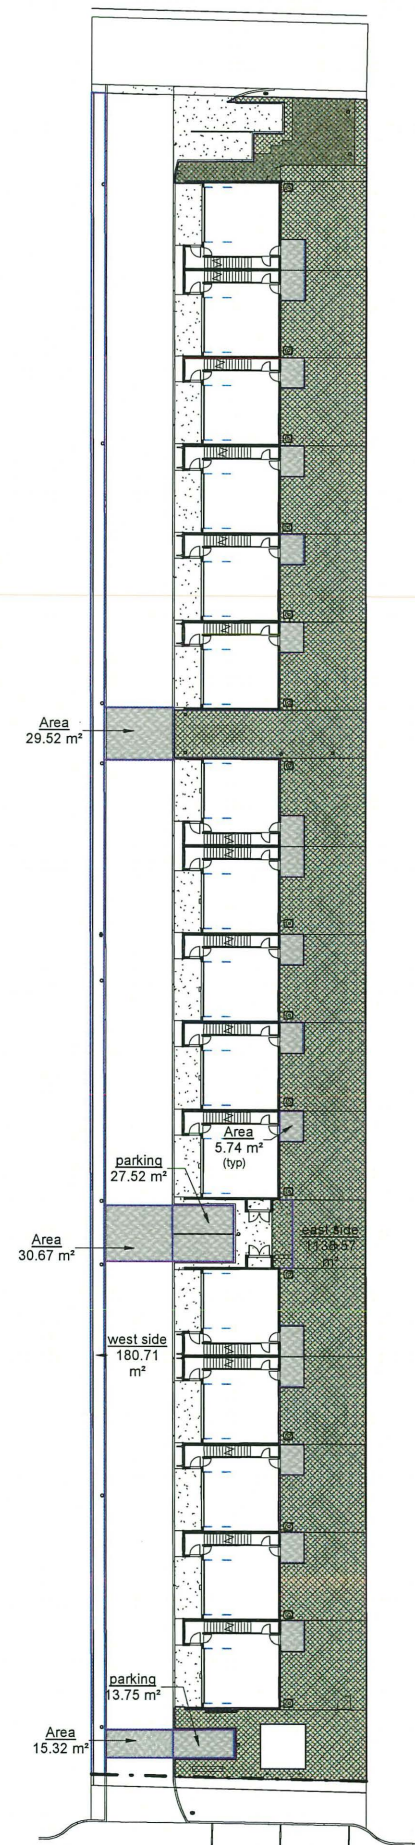 Area
29.52 m²
Area
5.74 m²
(typ)
parking
27.52 m²
east side
m²
Area
30.67 m²
west side
180.71
m²
parking
13.75 m²
Area
15.32 m²